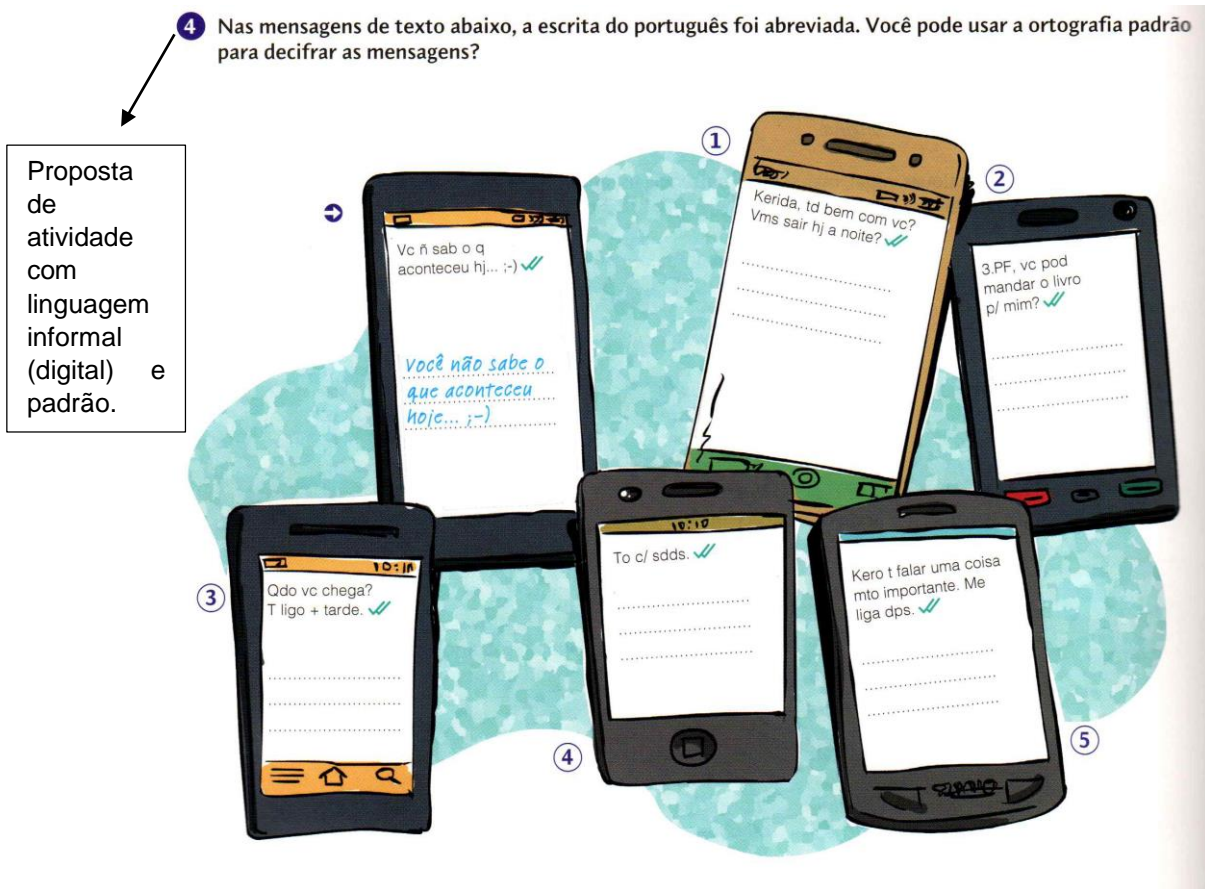 4 Nas mensagens de texto abaixo, a escrita do português foi abreviada. Você pode usar a ortografia padrão
para decifrar as mensagens?
Proposta
de
atividade
com
linguagem
informal
(digital) e
padrão.
Vc ñ sab o q
aconteceu hj... ;-)
Você não sabe o
que aconteceu
hoje... ;-)
1
Kerida, td bem com vc?
Vms sair hj a noite?
2
3.PF, vc pod
mandar o livro
p/ mim?
3
10:10
Qdo vc chega?
T ligo + tarde.
4
10:10
To c/ sdds.
5
Kero t falar uma coisa
mto importante. Me
liga dps.